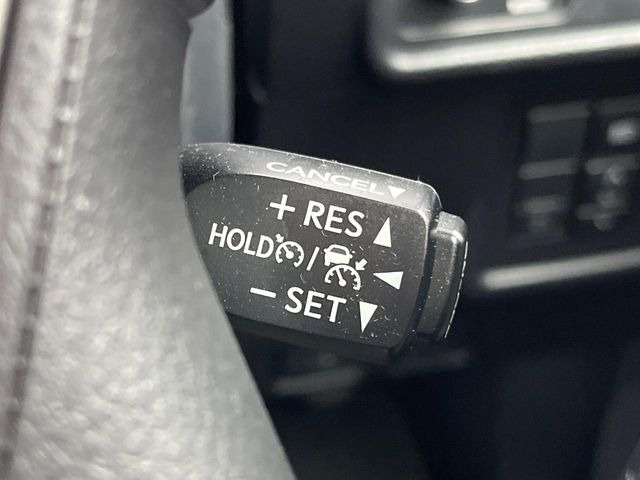 CANCEL▼
+ RES ▲
HOLD / ◀
− SET ▼